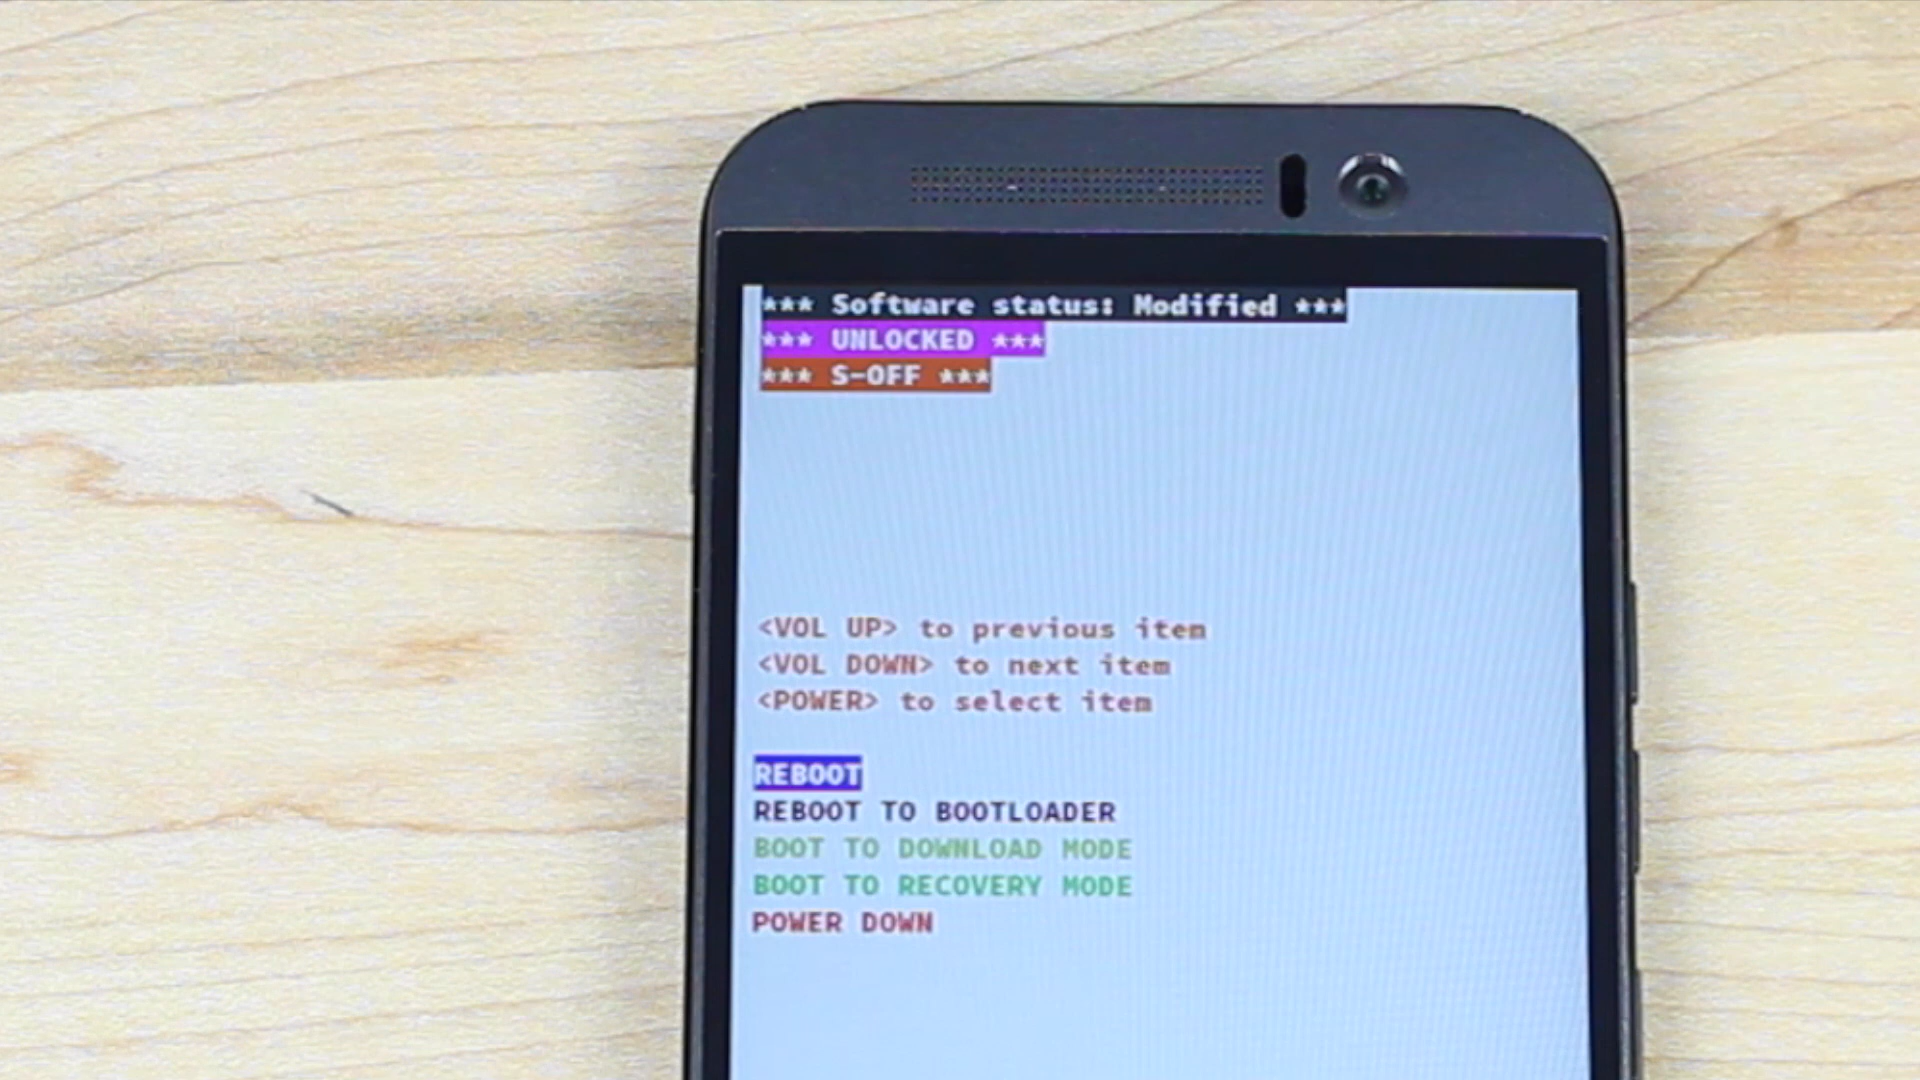 *** Software status: Modified ***
*** UNLOCKED ***
*** S-OFF ***
<VOL UP> to previous item
<VOL DOWN> to next item
<POWER> to select item
REBOOT
REBOOT TO BOOTLOADER
BOOT TO DOWNLOAD MODE
BOOT TO RECOVERY MODE
POWER DOWN